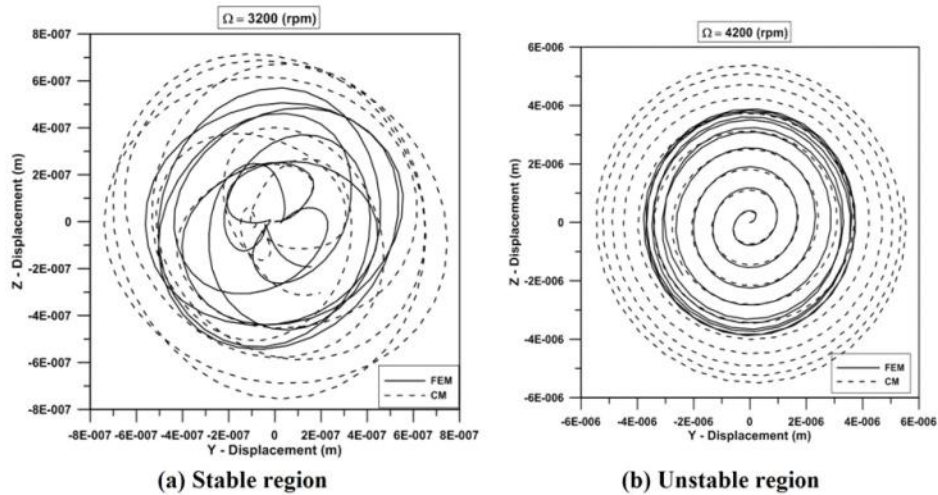 Ω = 3200 (rpm)
8E-007
6E-007
4E-007
2E-007
0
-2E-007
-4E-007
-6E-007
-8E-007
Z - Displacement (m)
-8E-007 -6E-007 -4E-007 -2E-007 0 2E-007 4E-007 6E-007 8E-007
Y - Displacement (m)
FEM
CM
(a) Stable region
Ω = 4200 (rpm)
6E-006
4E-006
2E-006
0
-2E-006
-4E-006
-6E-006
Z - Displacement (m)
-6E-006 -4E-006 -2E-006 0 2E-006 4E-006 6E-006
Y - Displacement (m)
FEM
CM
(b) Unstable region